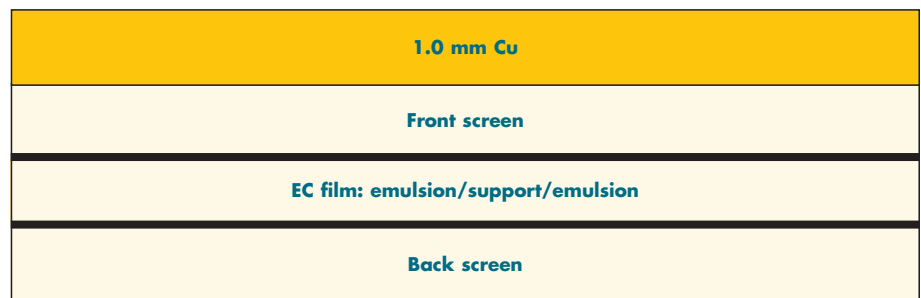 1.0 mm Cu
Front screen
EC film: emulsion/support/emulsion
Back screen